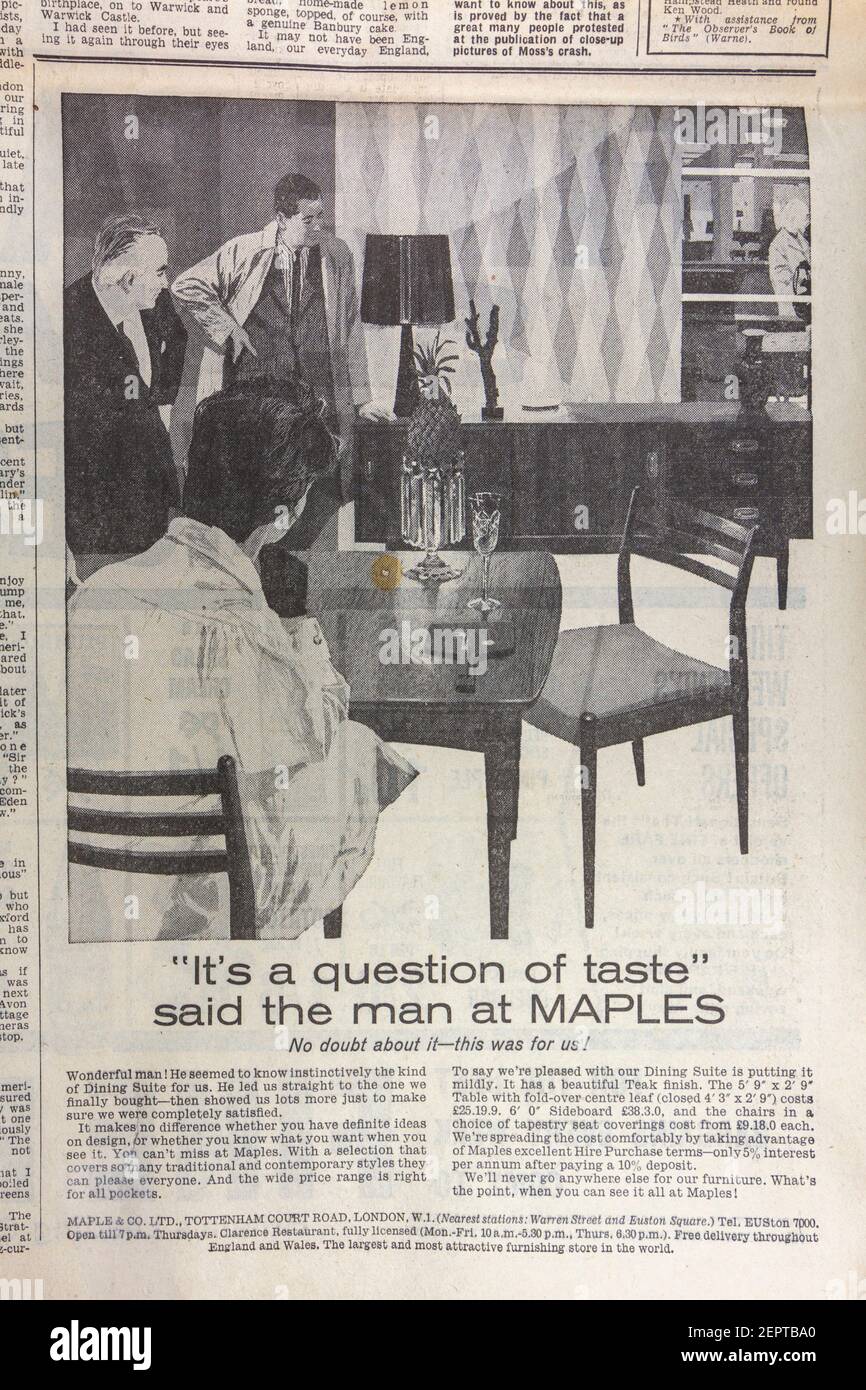 birthplace, on to Warwick and
Warwick Castle.
I had seen it before, but see-
ing it again through their eyes
home-made lemon
sponge, topped, of course, with
a genuine Banbury cake.
It may not have been Eng-
land, our everyday England,
want to know about this, as
is proved by the fact that a
great many people protested
at the publication of close-up
pictures of Moss's crash.
Hampstead Heath and round
Ken Wood.
★ With assistance from
"The Observer's Book of
Birds" (Warne).
"It's a question of taste"
said the man at MAPLES
No doubt about it—this was for us!
Wonderful man! He seemed to know instinctively the kind
of Dining Suite for us. He led us straight to the one we
finally bought—then showed us lots more just to make
sure we were completely satisfied.
It makes no difference whether you have definite ideas
on design, or whether you know what you want when you
see it. You can't miss at Maples. With a selection that
covers so many traditional and contemporary styles they
can please everyone. And the wide price range is right
for all pockets.
To say we're pleased with our Dining Suite is putting it
mildly. It has a beautiful Teak finish. The 5' 9" x 2' 9"
Table with fold-over centre leaf (closed 4' 3" x 2' 9") costs
£25.19.9. 6' 0" Sideboard £38.3.0, and the chairs in a
choice of tapestry seat coverings cost from £9.18.0 each.
We're spreading the cost comfortably by taking advantage
of Maples excellent Hire Purchase terms—only 5% interest
per annum after paying a 10% deposit.
We'll never go anywhere else for our furniture. What's
the point, when you can see it all at Maples!
MAPLE & CO. LTD., TOTTENHAM COURT ROAD, LONDON, W.1. (Nearest stations: Warren Street and Euston Square.) Tel. EUSton 7000.
Open till 7 p.m. Thursdays. Clarence Restaurant, fully licensed (Mon.-Fri. 10 a.m.-5.30 p.m., Thurs. 6.30 p.m.). Free delivery throughout
England and Wales. The largest and most attractive furnishing store in the world.
alamy
Image ID: 2EPTBA0
www.alamy.com